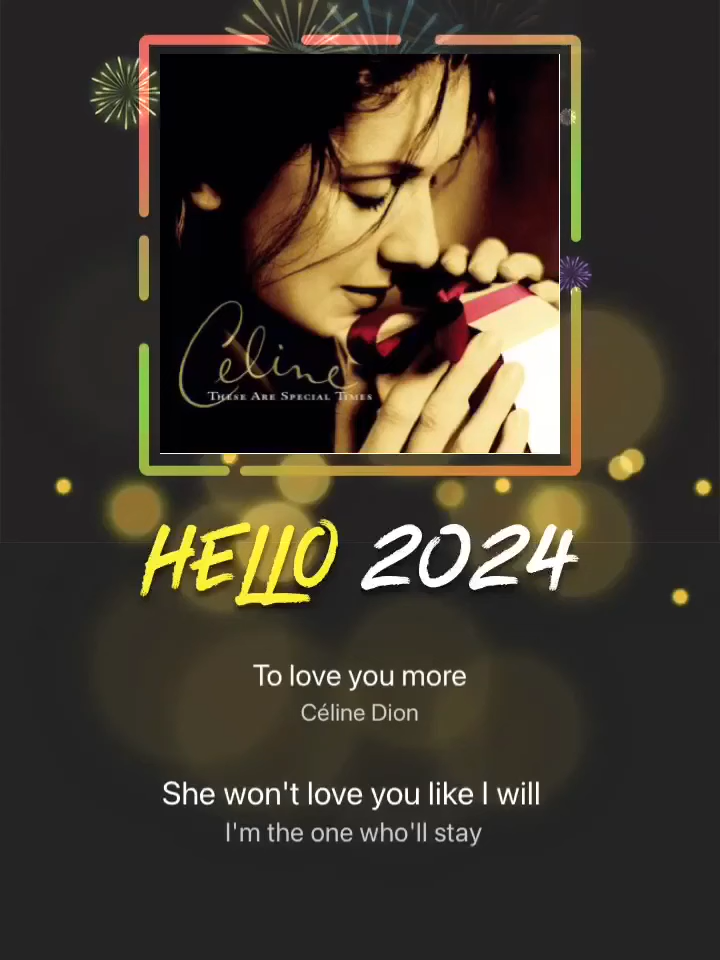 Céline
THESE ARE SPECIAL TIMES
HELLO 2024
To love you more
Céline Dion
She won't love you like I will
I'm the one who'll stay